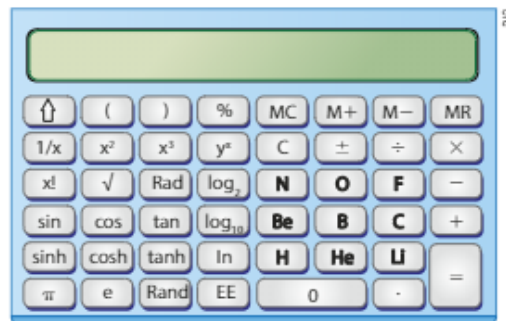 ⇧ ( ) % MC M+ M− MR
1/x x² x³ yˣ C ± ÷ ×
x! √ Rad log₂ N O F −
sin cos tan log₁₀ Be B C +
sinh cosh tanh In H He Li =
π e Rand EE 0 .